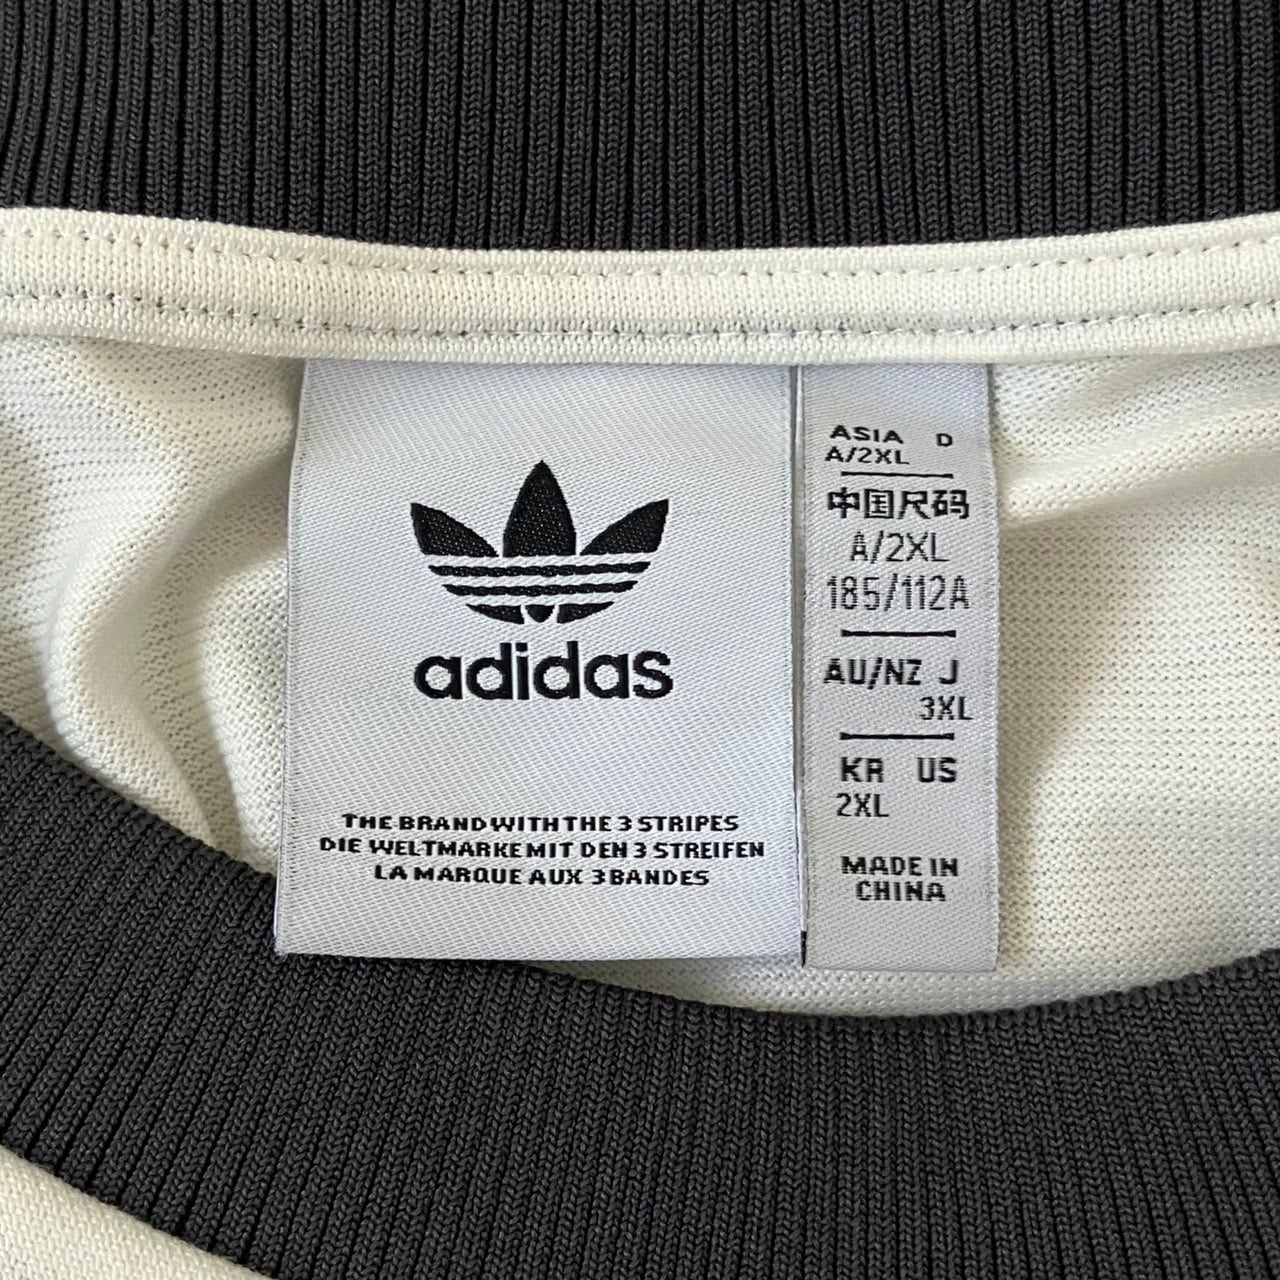 adidas
THE BRAND WITH THE 3 STRIPES
DIE WELTMARKE MIT DEN 3 STREIFEN
LA MARQUE AUX 3 BANDES
ASIA D
A/2XL
中国尺码
A/2XL
185/112A
AU/NZ J
3XL
KR US
2XL
MADE IN
CHINA